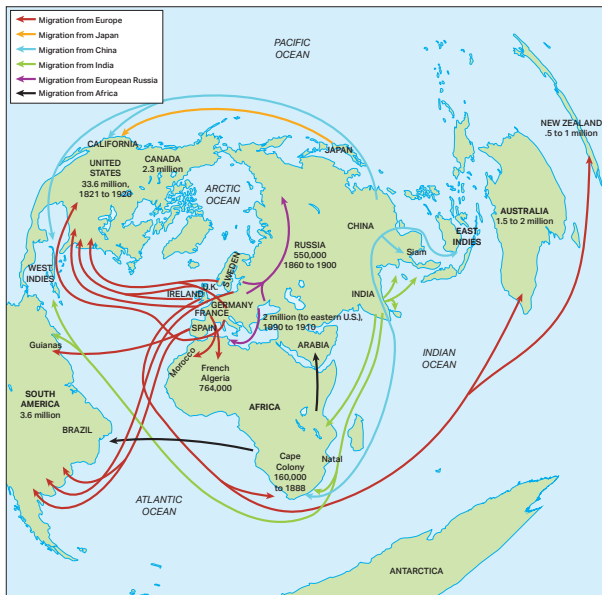 Migration from Europe
Migration from Japan
Migration from China
Migration from India
Migration from European Russia
Migration from Africa
PACIFIC
OCEAN
NEW ZEALAND
.5 to 1 million
CALIFORNIA
JAPAN
UNITED
STATES
33.6 million,
1821 to 1920
CANADA
2.3 million
ARCTIC
OCEAN
CHINA
AUSTRALIA
1.5 to 2 million
EAST
INDIES
Siam
RUSSIA
550,000
1860 to 1900
SWEDEN
WEST
INDIES
U.K.
IRELAND
GERMANY
FRANCE
SPAIN
INDIA
.2 million (to eastern U.S.),
1890 to 1910
ARABIA
Guianas
Morocco
French
Algeria
764,000
INDIAN
OCEAN
SOUTH
AMERICA
3.6 million
AFRICA
BRAZIL
Cape
Colony
160,000
to 1888
Natal
ATLANTIC
OCEAN
ANTARCTICA